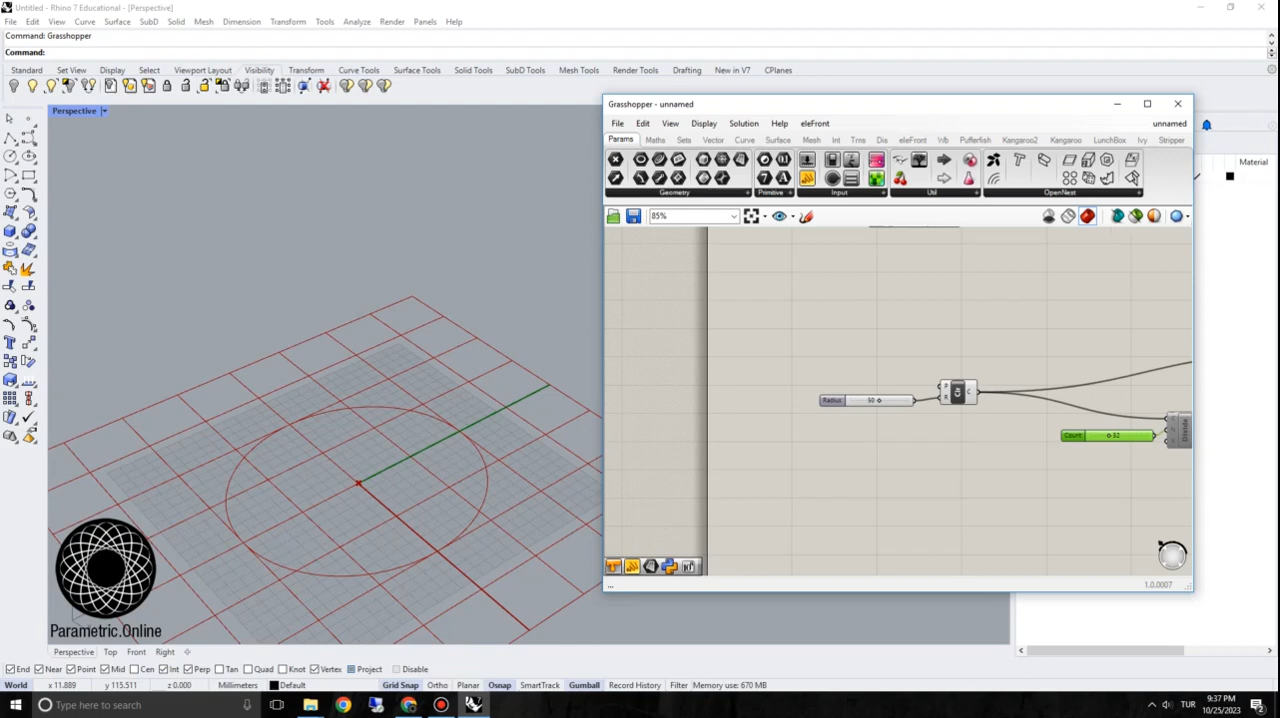 Untitled - Rhino 7 Educational - [Perspective]
File Edit View Curve Surface SubD Solid Mesh Dimension Transform Tools Analyze Render Panels Help
Command: Grasshopper
Command:
Standard Set View Display Select Viewport Layout Visibility Transform Curve Tools Surface Tools Solid Tools SubD Tools Mesh Tools Render Tools Drafting New in V7 CPlanes
Perspective
Grasshopper - unnamed
File Edit View Display Solution Help eleFront unnamed
Params Maths Sets Vector Curve Surface Mesh Int Trns Dis eleFront Wb Pufferfish Kangaroo2 Kangaroo LunchBox Ivy Stripper
Geometry Primitive Input Util OpenNest
85%
Material
Radius 50
Cir C
Count 52
Divide
...
1.0.0007
Parametric.Online
Perspective Top Front Right
End Near Point Mid Cen Int Perp Tan Quad Knot Vertex Project Disable
World x 11.889 y 115.511 z 0.000 Millimeters Default Grid Snap Ortho Planar Osnap SmartTrack Gumball Record History Filter Memory use: 670 MB
Type here to search
TUR
9:37 PM
10/25/2023